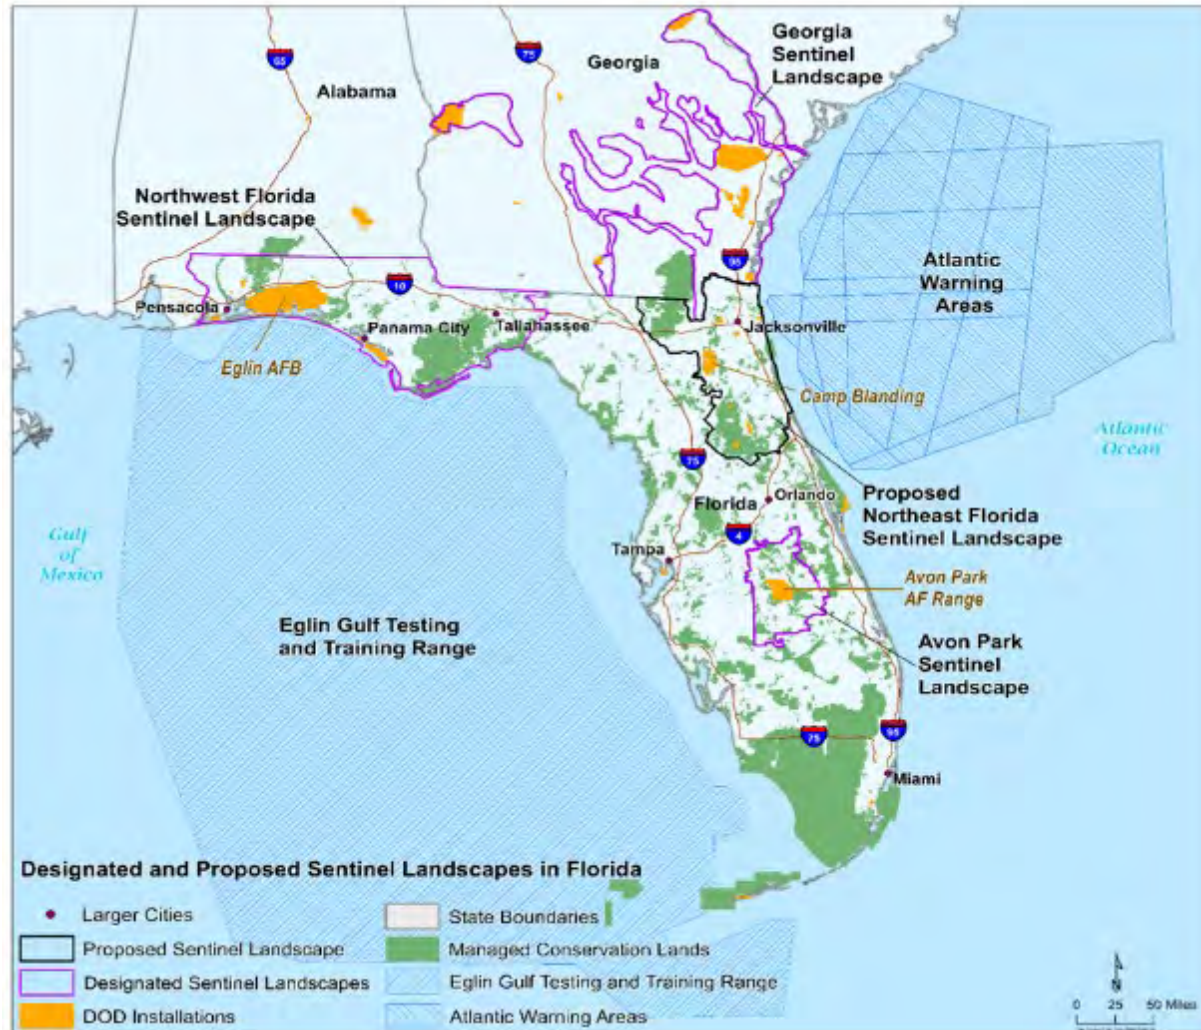 65
75
Georgia
Sentinel
Landscape
Georgia
Alabama
Northwest Florida
Sentinel Landscape
95
Atlantic
Warning
Areas
10
Pensacola
Panama City
Tallahassee
Jacksonville
Eglin AFB
Camp Blanding
Atlantic
Ocean
75
Florida
Orlando
Proposed
Northeast Florida
Sentinel Landscape
Gulf
of
Mexico
4
Tampa
Avon Park
AF Range
Eglin Gulf Testing
and Training Range
Avon Park
Sentinel
Landscape
75
95
Miami
Designated and Proposed Sentinel Landscapes in Florida
Larger Cities
State Boundaries
Proposed Sentinel Landscape
Managed Conservation Lands
Designated Sentinel Landscapes
Eglin Gulf Testing and Training Range
DOD Installations
Atlantic Warning Areas
N
0 25 50 Miles